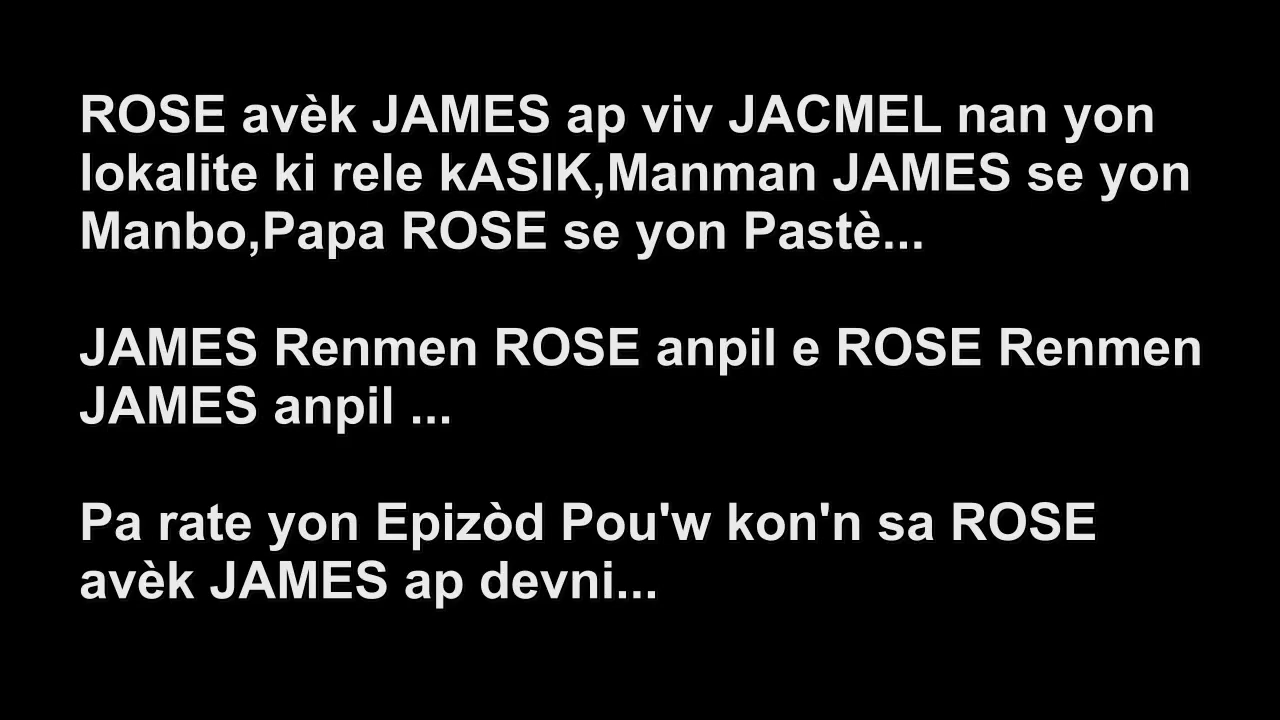 ROSE avèk JAMES ap viv JACMEL nan yon
lokalite ki rele kASIK,Manman JAMES se yon
Manbo,Papa ROSE se yon Pastè...
JAMES Renmen ROSE anpil e ROSE Renmen
JAMES anpil ...
Pa rate yon Epizòd Pou'w kon'n sa ROSE
avèk JAMES ap devni...